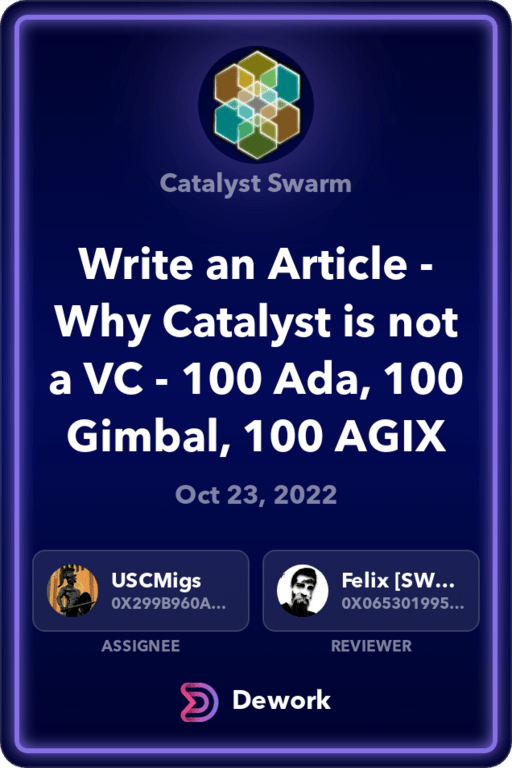 Catalyst Swarm
Write an Article -
Why Catalyst is not
a VC - 100 Ada, 100
Gimbal, 100 AGIX
Oct 23, 2022
USCMigs
0X299B960A...
ASSIGNEE
Felix [SW...
0X065301995...
REVIEWER
Dework